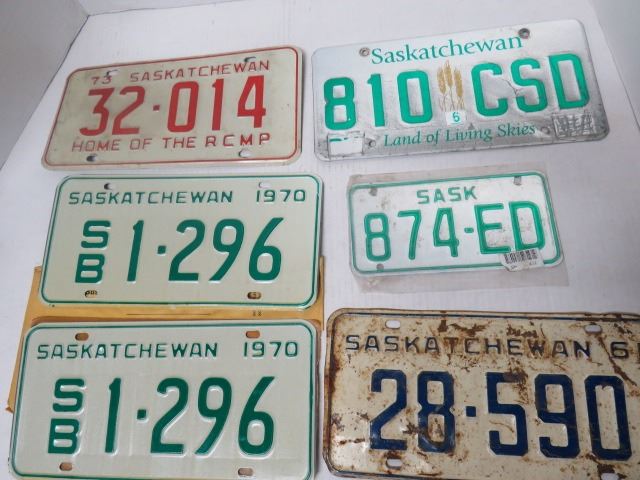 73 SASKATCHEWAN
32·014
HOME OF THE RCMP
Saskatchewan
810 CSD
6
Land of Living Skies
SASKATCHEWAN 1970
SB 1·296
SASK
874-ED
SASKATCHEWAN 1970
SB 1·296
SASKATCHEWAN 6
28·590